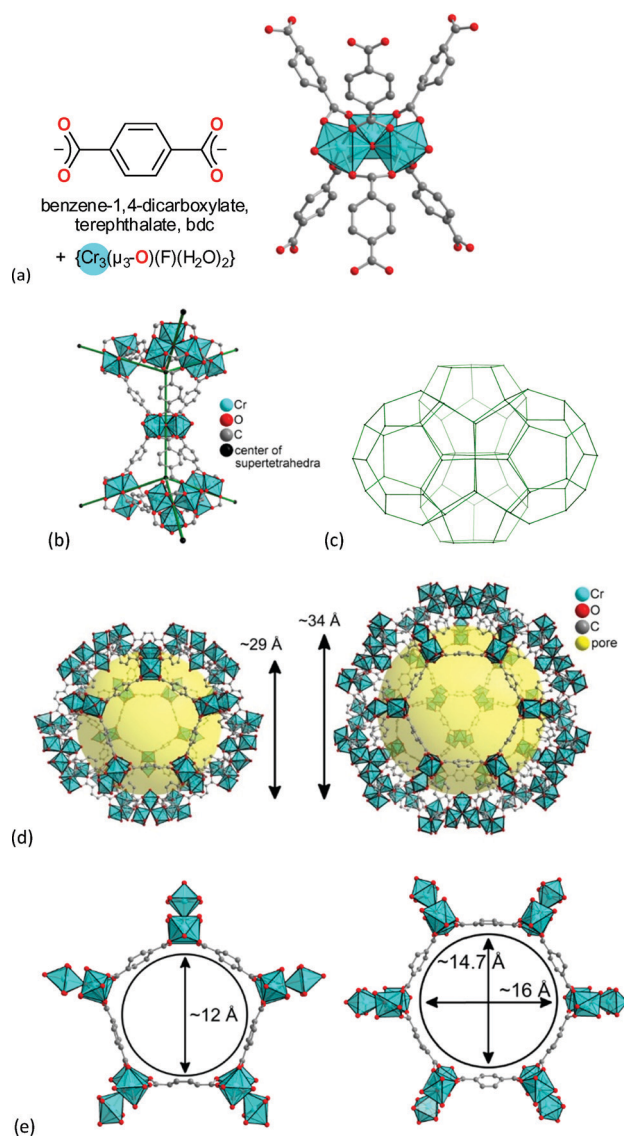 O O
O O
benzene-1,4-dicarboxylate,
terephthalate, bdc
+ {Cr₃(μ₃-O)(F)(H₂O)₂}
(a)
Cr
O
C
center of
supertetrahedra
(b)
(c)
Cr
O
C
pore
~29 Å
~34 Å
(d)
~12 Å
~14.7 Å
~16 Å
(e)